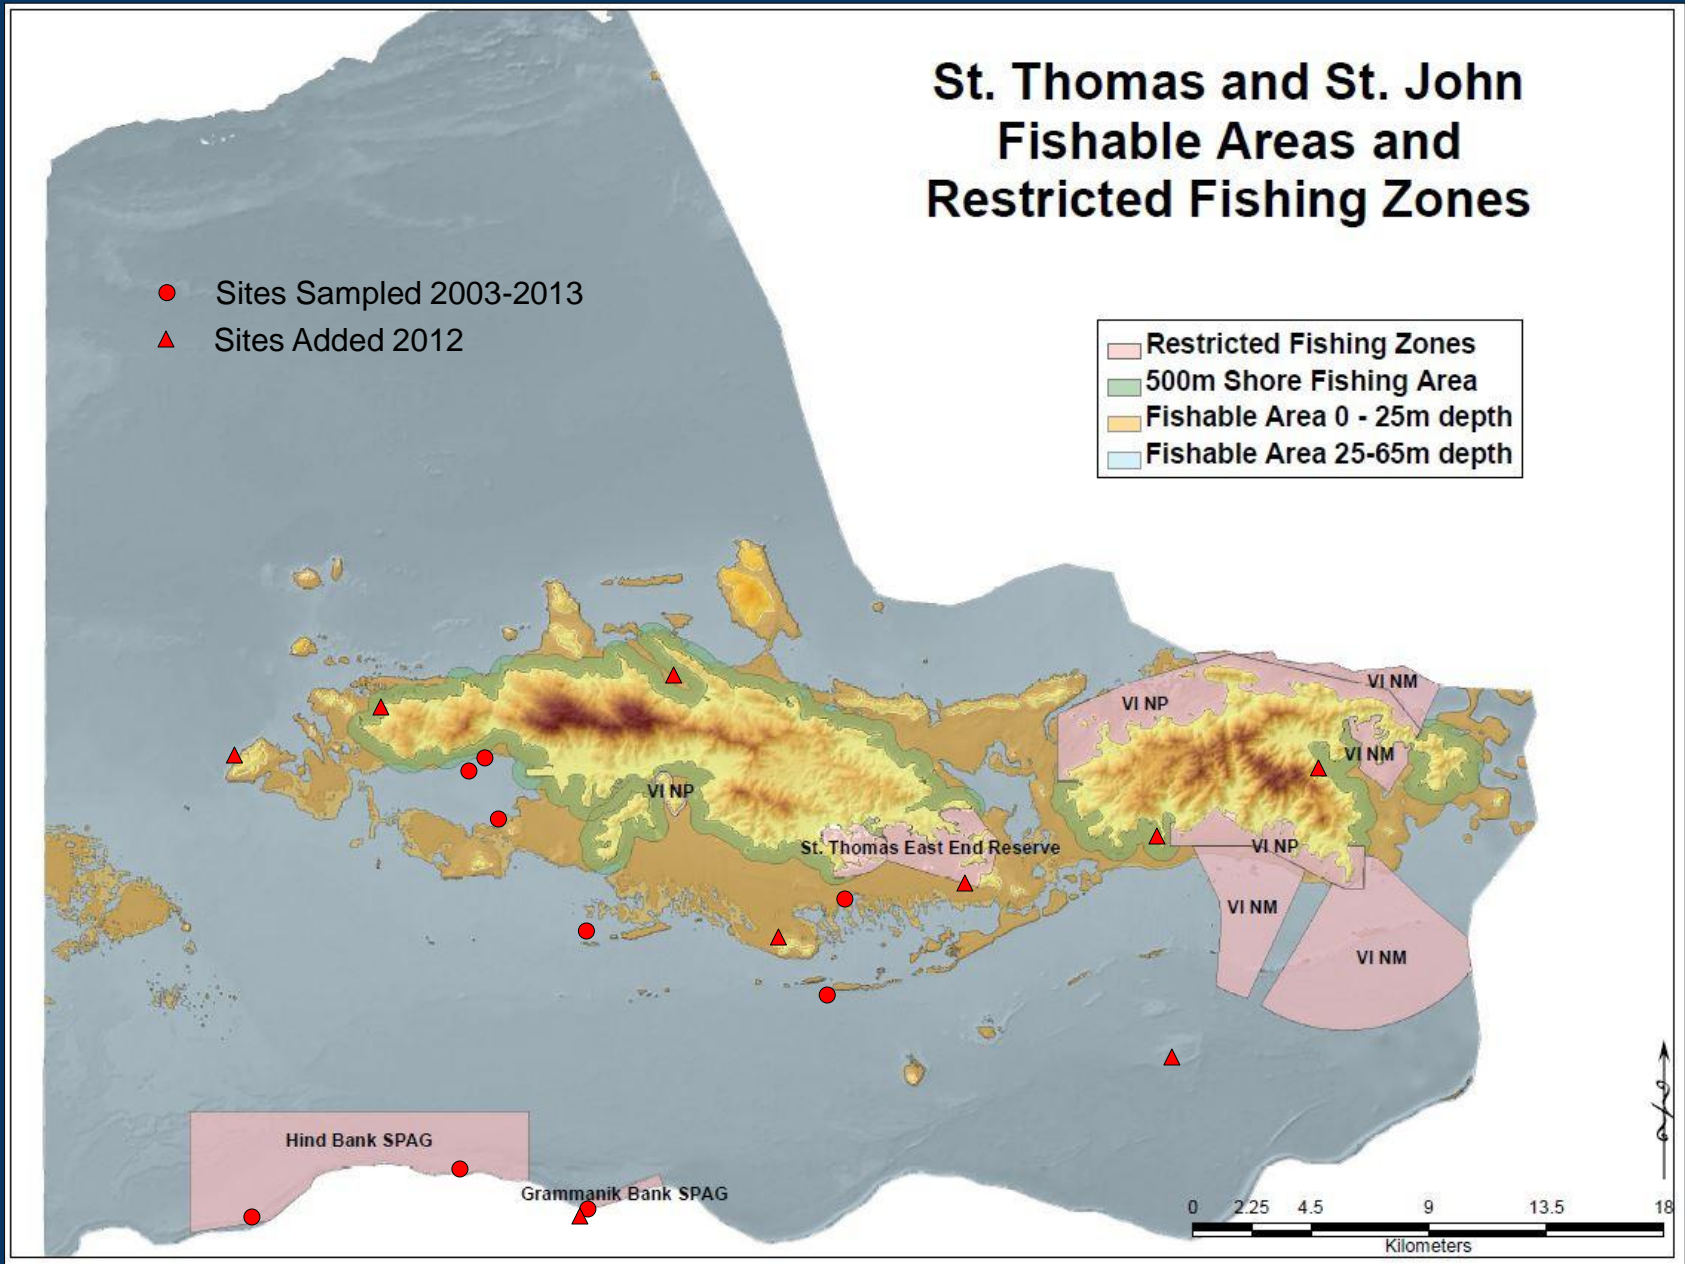 St. Thomas and St. John
Fishable Areas and
Restricted Fishing Zones
Sites Sampled 2003-2013
Sites Added 2012
Restricted Fishing Zones
500m Shore Fishing Area
Fishable Area 0 - 25m depth
Fishable Area 25-65m depth
VI NM
VI NP
VI NM
VI NP
St. Thomas East End Reserve
VI NP
VI NM
VI NM
Hind Bank SPAG
Grammanik Bank SPAG
0 2.25 4.5 9 13.5 18
Kilometers